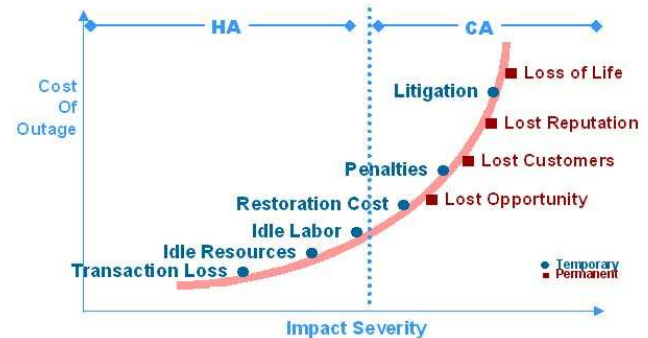 HA
CA
Cost
Of
Outage
Loss of Life
Litigation
Lost Reputation
Lost Customers
Penalties
Lost Opportunity
Restoration Cost
Idle Labor
Idle Resources
Transaction Loss
Temporary
Permanent
Impact Severity